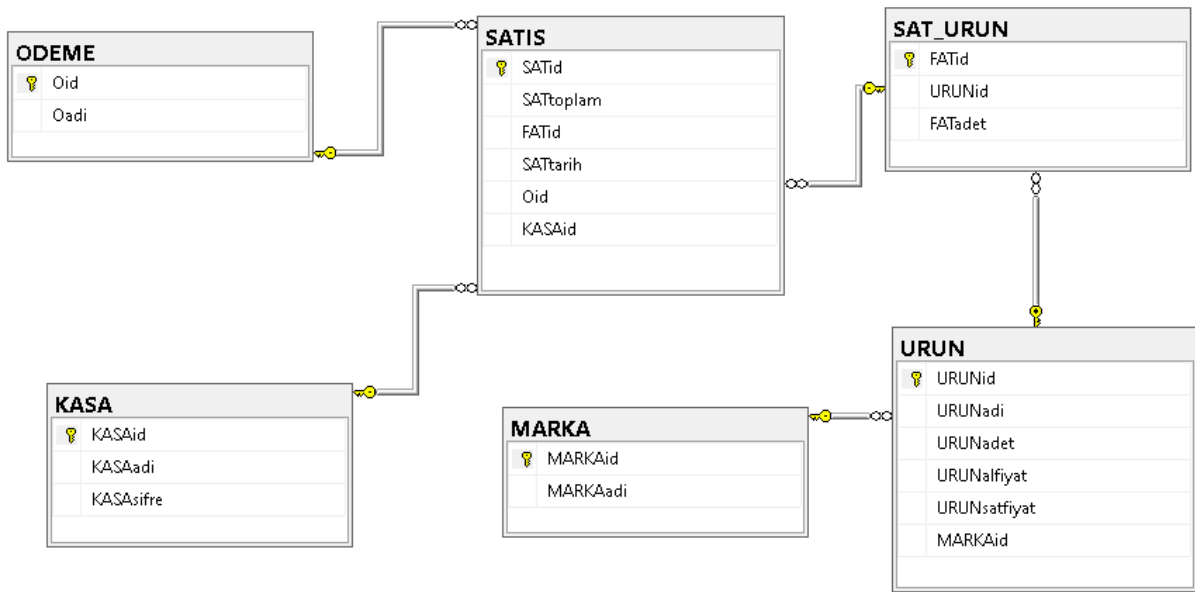 ODEME
Oid
Oadi
SATIS
SATid
SATtoplam
FATid
SATtarih
Oid
KASAid
SAT_URUN
FATid
URUNid
FATadet
KASA
KASAid
KASAadi
KASAsifre
MARKA
MARKAid
MARKAadi
URUN
URUNid
URUNadi
URUNadet
URUNalfiyat
URUNsatfiyat
MARKAid